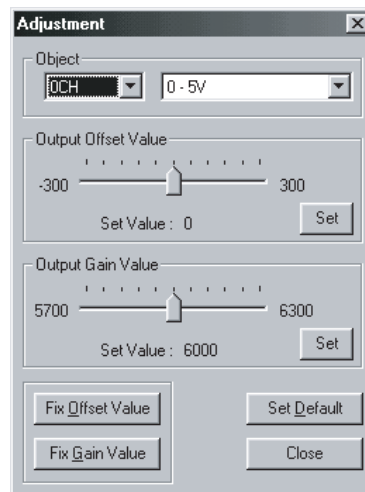 Adjustment
Object
0CH
0 - 5V
Output Offset Value
-300
300
Set Value : 0
Set
Output Gain Value
5700
6300
Set Value : 6000
Set
Fix Offset Value
Set Default
Fix Gain Value
Close